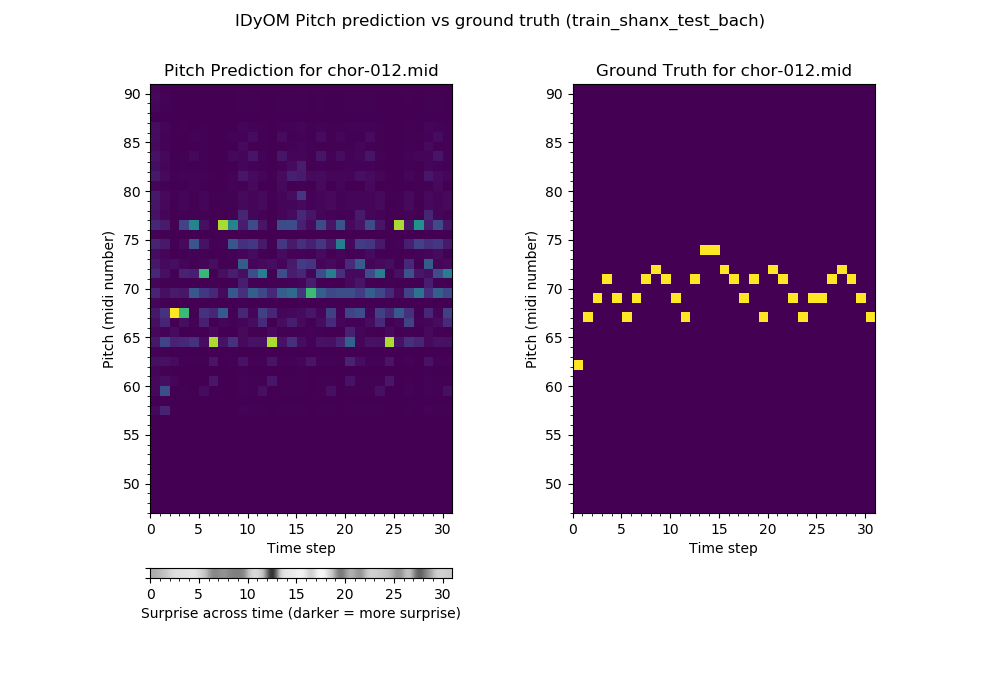 IDyOM Pitch prediction vs ground truth (train_shanx_test_bach)
Pitch Prediction for chor-012.mid
90
85
80
75
70
65
60
55
50
Pitch (midi number)
0 5 10 15 20 25 30
Time step
0 5 10 15 20 25 30
Surprise across time (darker = more surprise)
Ground Truth for chor-012.mid
90
85
80
75
70
65
60
55
50
Pitch (midi number)
0 5 10 15 20 25 30
Time step